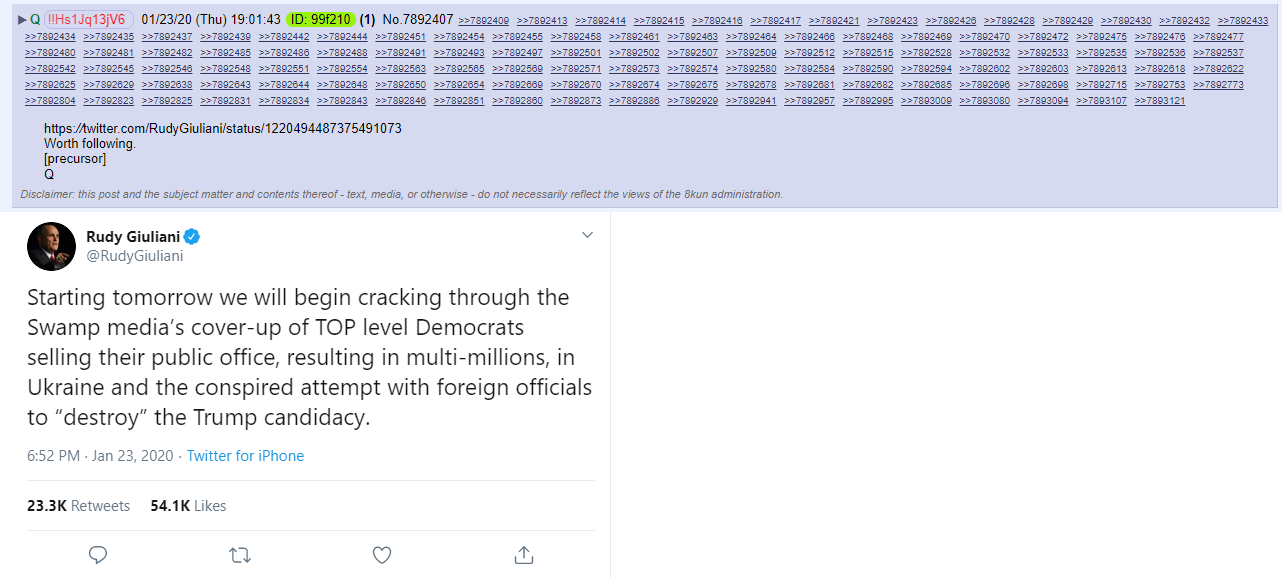 ▶ Q !!Hs1Jq13jV6 01/23/20 (Thu) 19:01:43 ID: 99f210 (1) No.7892407 >>7892409 >>7892413 >>7892414 >>7892415 >>7892416 >>7892417 >>7892421 >>7892423 >>7892426 >>7892428 >>7892429 >>7892430 >>7892432 >>7892433
>>7892434 >>7892435 >>7892437 >>7892439 >>7892442 >>7892444 >>7892451 >>7892454 >>7892455 >>7892458 >>7892461 >>7892463 >>7892464 >>7892466 >>7892468 >>7892469 >>7892470 >>7892472 >>7892475 >>7892476 >>7892477
>>7892480 >>7892481 >>7892482 >>7892485 >>7892486 >>7892488 >>7892491 >>7892493 >>7892497 >>7892501 >>7892502 >>7892507 >>7892509 >>7892512 >>7892515 >>7892528 >>7892532 >>7892533 >>7892535 >>7892536 >>7892537
>>7892542 >>7892545 >>7892546 >>7892548 >>7892551 >>7892554 >>7892563 >>7892565 >>7892569 >>7892571 >>7892573 >>7892574 >>7892580 >>7892584 >>7892590 >>7892594 >>7892602 >>7892603 >>7892613 >>7892618 >>7892622
>>7892625 >>7892629 >>7892638 >>7892643 >>7892644 >>7892648 >>7892650 >>7892654 >>7892669 >>7892670 >>7892674 >>7892675 >>7892678 >>7892681 >>7892682 >>7892685 >>7892696 >>7892698 >>7892715 >>7892753 >>7892773
>>7892804 >>7892823 >>7892825 >>7892831 >>7892834 >>7892843 >>7892846 >>7892851 >>7892860 >>7892873 >>7892886 >>7892929 >>7892941 >>7892957 >>7892995 >>7893009 >>7893080 >>7893094 >>7893107 >>7893121
https://twitter.com/RudyGiuliani/status/1220494487375491073
Worth following.
[precursor]
Q
Disclaimer: this post and the subject matter and contents thereof - text, media, or otherwise - do not necessarily reflect the views of the 8kun administration.
Rudy Giuliani
@RudyGiuliani
Starting tomorrow we will begin cracking through the
Swamp media’s cover-up of TOP level Democrats
selling their public office, resulting in multi-millions, in
Ukraine and the conspired attempt with foreign officials
to “destroy” the Trump candidacy.
6:52 PM · Jan 23, 2020 · Twitter for iPhone
23.3K Retweets 54.1K Likes